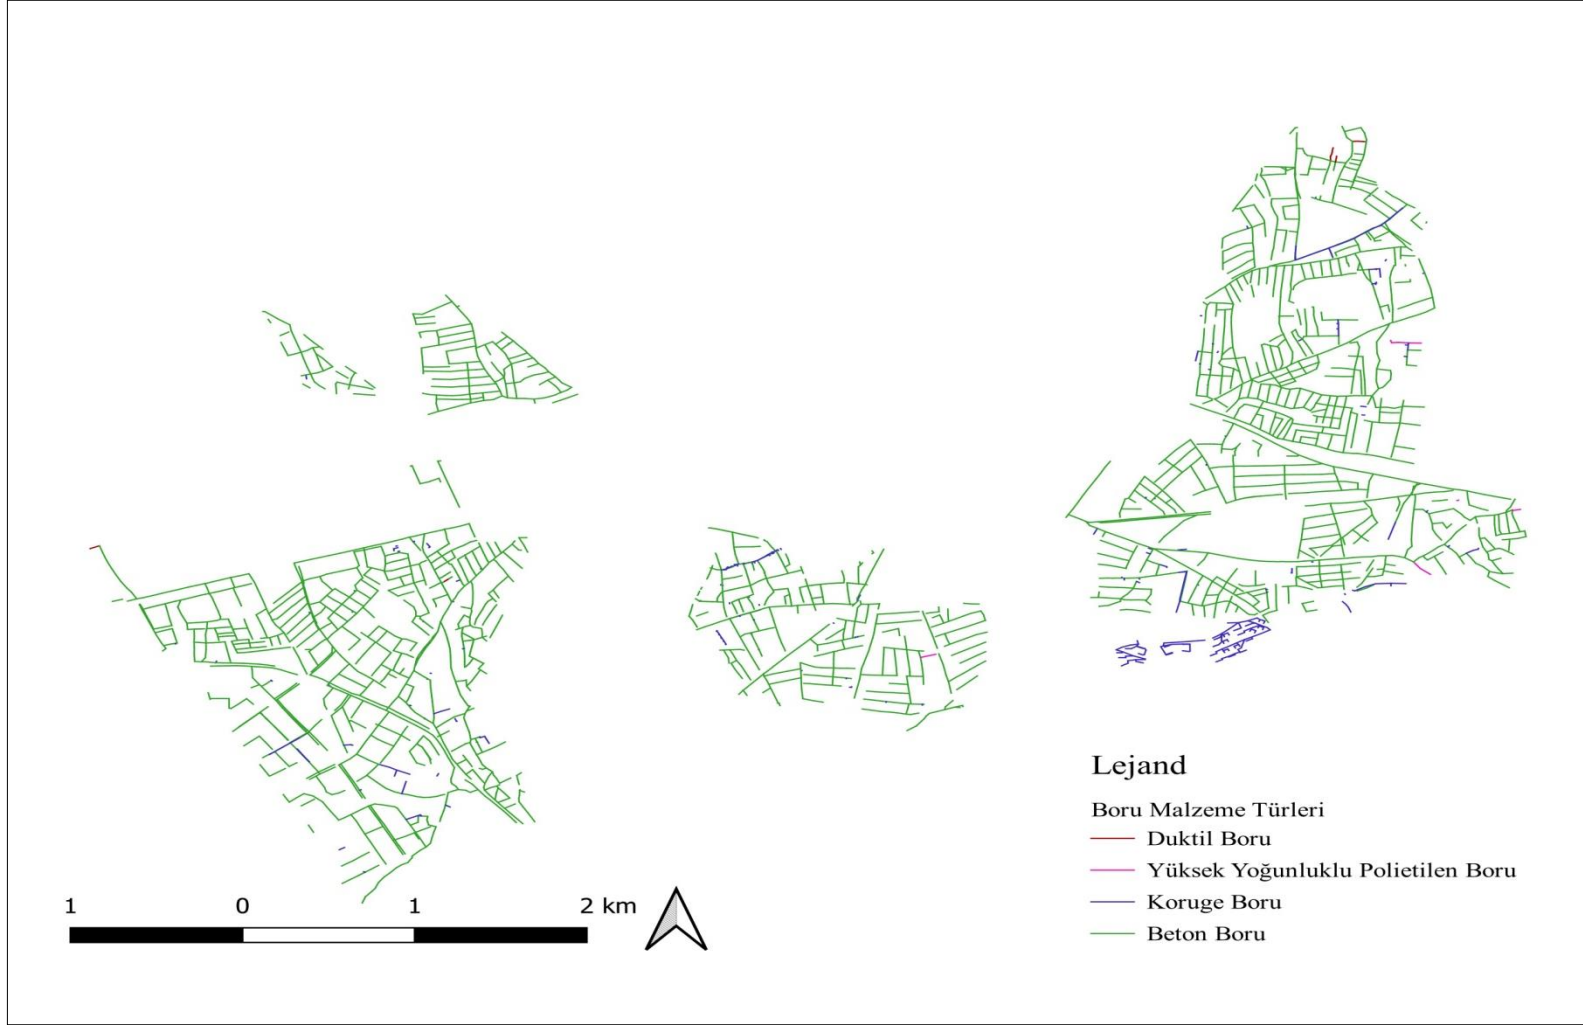 Lejand
Boru Malzeme Türleri
Duktil Boru
Yüksek Yoğunluklu Polietilen Boru
Koruge Boru
Beton Boru
1 0 1 2 km